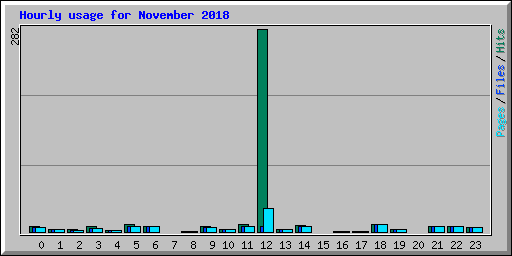 Hourly usage for November 2018
282
Pages/Files/Hits
0 1 2 3 4 5 6 7 8 9 10 11 12 13 14 15 16 17 18 19 20 21 22 23